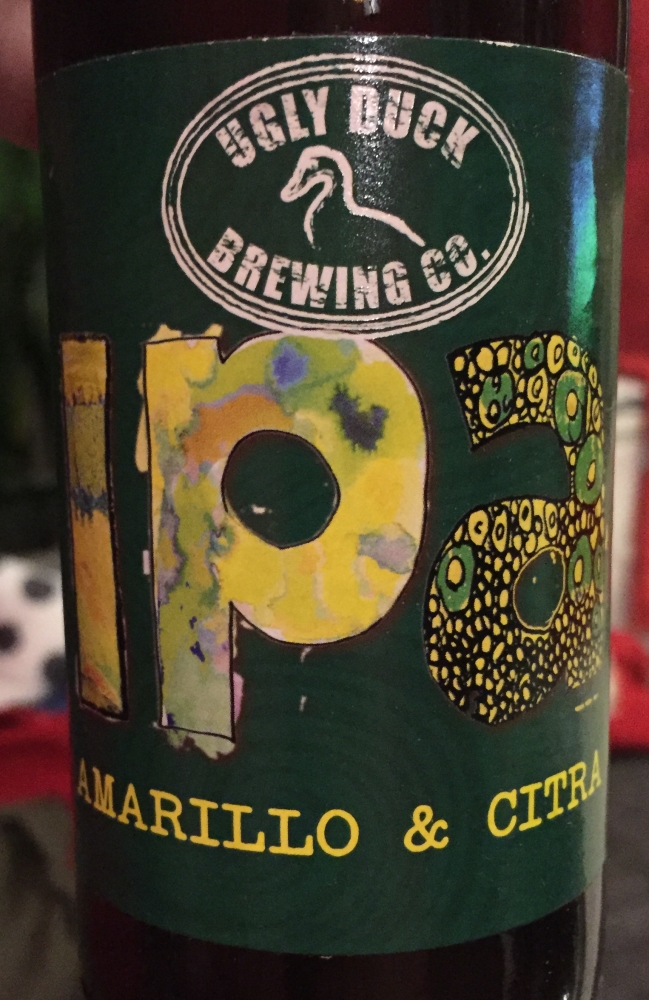 UGLY DUCK
BREWING CO.
Ipa
AMARILLO & CITRA